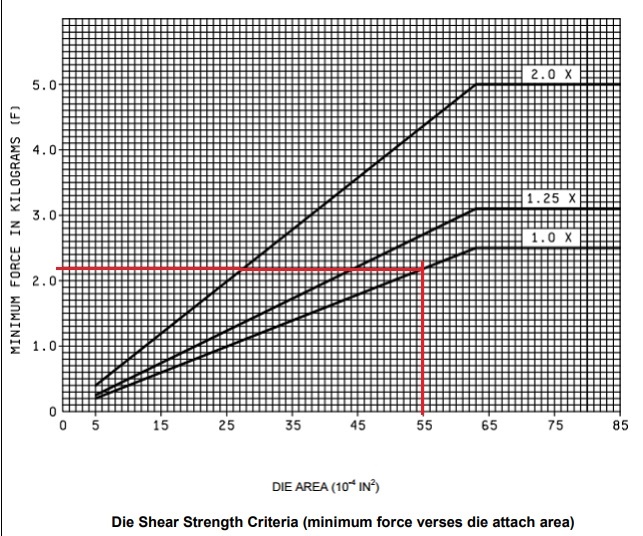 MINIMUM FORCE IN KILOGRAMS (F)
5.0
4.0
3.0
2.0
1.0
0
2.0 X
1.25 X
1.0 X
0 5 15 25 35 45 55 65 75 85
DIE AREA (10⁻⁴ IN²)
Die Shear Strength Criteria (minimum force verses die attach area)